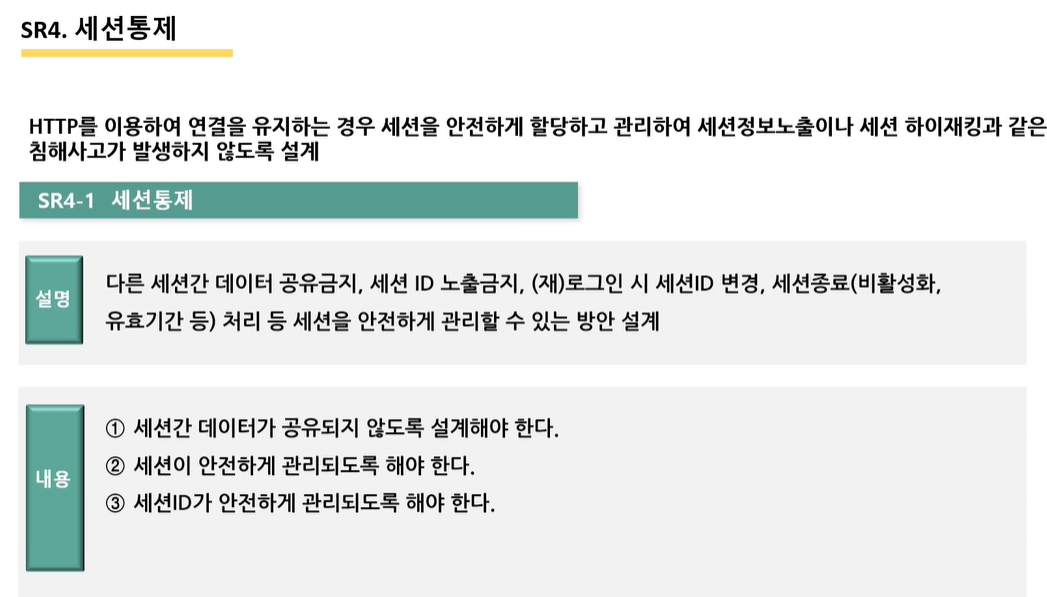 SR4. 세션통제
HTTP를 이용하여 연결을 유지하는 경우 세션을 안전하게 할당하고 관리하여 세션정보노출이나 세션 하이재킹과 같은
침해사고가 발생하지 않도록 설계
SR4-1 세션통제
설명
다른 세션간 데이터 공유금지, 세션 ID 노출금지, (재)로그인 시 세션ID 변경, 세션종료(비활성화,
유효기간 등) 처리 등 세션을 안전하게 관리할 수 있는 방안 설계
내용
① 세션간 데이터가 공유되지 않도록 설계해야 한다.
② 세션이 안전하게 관리되도록 해야 한다.
③ 세션ID가 안전하게 관리되도록 해야 한다.